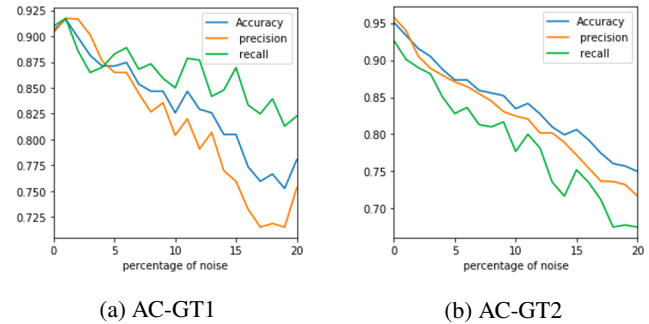 0.925
0.900
0.875
0.850
0.825
0.800
0.775
0.750
0.725
0 5 10 15 20
percentage of noise
Accuracy
precision
recall
(a) AC-GT1
0.95
0.90
0.85
0.80
0.75
0.70
0 5 10 15 20
percentage of noise
Accuracy
precision
recall
(b) AC-GT2